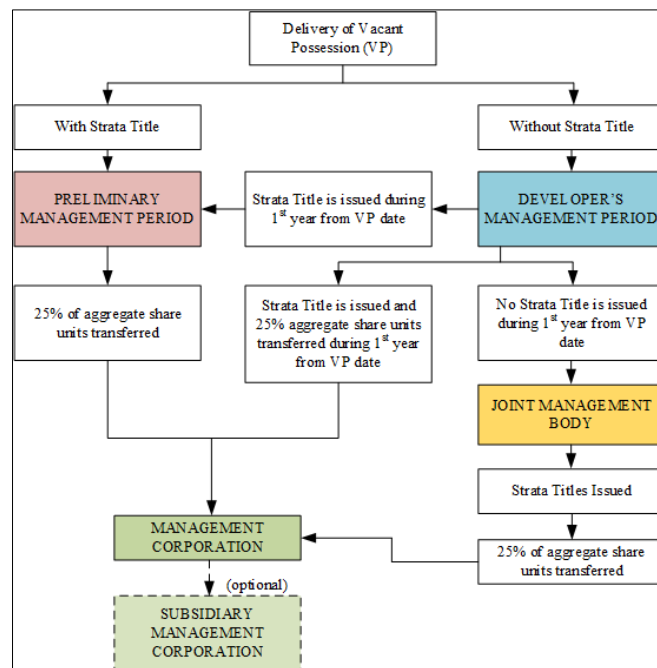 Delivery of Vacant
Possession (VP)
With Strata Title
Without Strata Title
PRELIMINARY
MANAGEMENT PERIOD
Strata Title is issued during
1st year from VP date
DEVELOPER'S
MANAGEMENT PERIOD
25% of aggregate share
units transferred
Strata Title is issued and
25% aggregate share units
transferred during 1st year
from VP date
No Strata Title is issued
during 1st year from VP
date
JOINT MANAGEMENT
BODY
Strata Titles Issued
MANAGEMENT
CORPORATION
25% of aggregate share
units transferred
(optional)
SUBSIDIARY
MANAGEMENT
CORPORATION